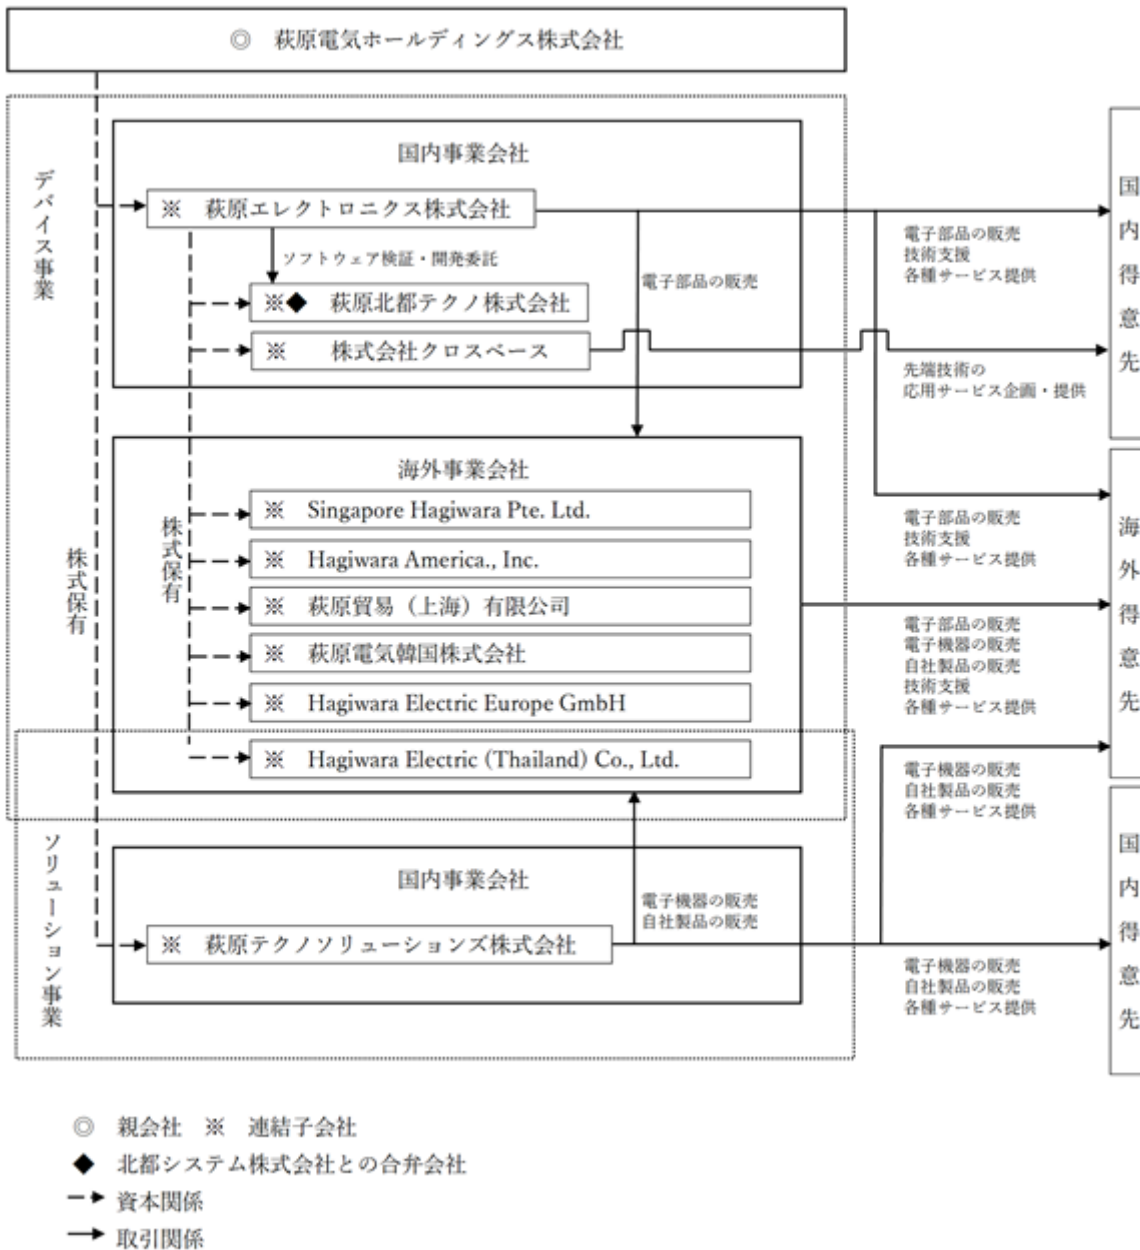 ◎ 萩原電気ホールディングス株式会社
デバイス事業
国内事業会社
※ 萩原エレクトロニクス株式会社
ソフトウェア検証・開発委託
※◆ 萩原北都テクノ株式会社
※ 株式会社クロスベース
電子部品の販売
電子部品の販売
技術支援
各種サービス提供
先端技術の
応用サービス企画・提供
国内得意先
株式保有
株式保有
海外事業会社
※ Singapore Hagiwara Pte. Ltd.
※ Hagiwara America., Inc.
※ 萩原貿易（上海）有限公司
※ 萩原電気韓国株式会社
※ Hagiwara Electric Europe GmbH
※ Hagiwara Electric (Thailand) Co., Ltd.
電子部品の販売
技術支援
各種サービス提供
電子部品の販売
電子機器の販売
自社製品の販売
技術支援
各種サービス提供
電子機器の販売
自社製品の販売
各種サービス提供
海外得意先
ソリューション事業
国内事業会社
※ 萩原テクノソリューションズ株式会社
電子機器の販売
自社製品の販売
電子機器の販売
自社製品の販売
各種サービス提供
国内得意先
◎ 親会社 ※ 連結子会社
◆ 北都システム株式会社との合弁会社
資本関係
取引関係